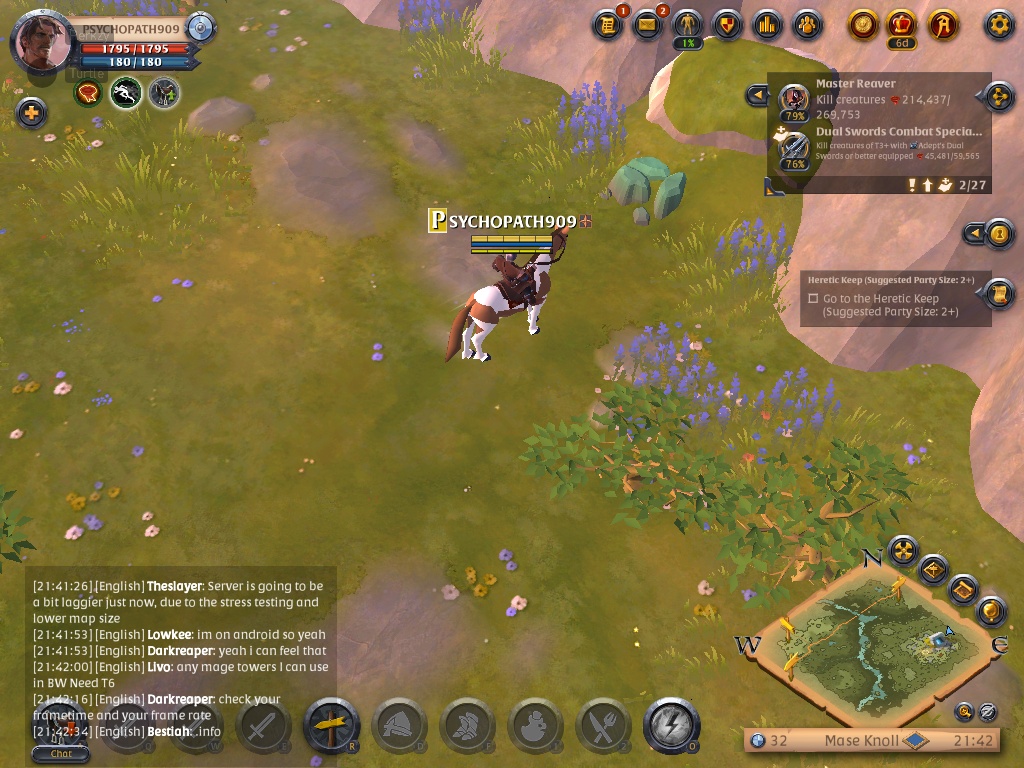 PSYCHOPATH909
1795 / 1795
180 / 180
Turtle
1
2
1%
6d
Master Reaver
Kill creatures 214,437/
269,753
79%
Dual Swords Combat Specia...
Kill creatures of T3+ with Adept's Dual
Swords or better equipped 45,481/59,565
76%
2/27
PSYCHOPATH909
Heretic Keep (Suggested Party Size: 2+)
Go to the Heretic Keep
(Suggested Party Size: 2+)
[21:41:26] [English] Theslayer: Server is going to be
a bit laggier just now, due to the stress testing and
lower map size
[21:41:53] [English] Lowkee: im on android so yeah
[21:41:53] [English] Darkreaper: yeah i can feel that
[21:42:00] [English] Livo: any mage towers I can use
in BW Need T6
[21:42:16] [English] Darkreaper: check your
frametime and your frame rate
[21:42:34] [English] Bestiah: .info
Chat
Q
W
E
R
D
F
1
2
O
N
W
E
32
Mase Knoll
21:42